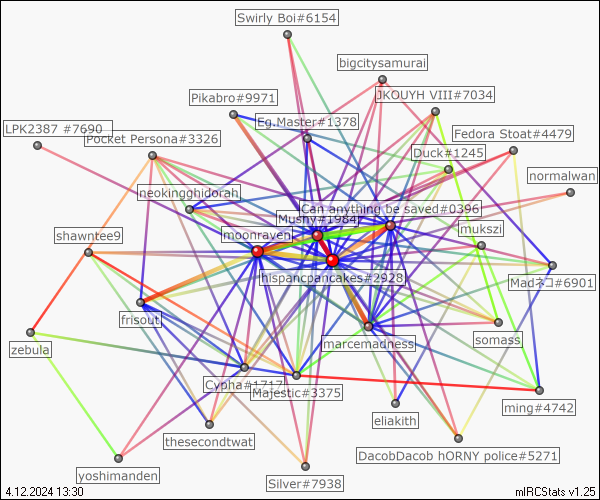 Swirly Boi#6154
bigcitysamurai
JKOUYH VIII#7034
Pikabro#9971
Eg.Master#1378
LPK2387 #7690
Pocket Persona#3326
Fedora Stoat#4479
Duck#1245
normalwan
neokingghidorah
Can anything be saved#0396
Mushy#1984
mukszi
shawntee9
moonraven
hispancpancakes#2928
Madネコ#6901
frisout
somass
marcemadness
zebula
Cypha#1717
Majestic#3375
ming#4742
eliakith
thesecondtwat
DacobDacob hORNY police#5271
yoshimanden
Silver#7938
4.12.2024 13:30
mIRCStats v1.25